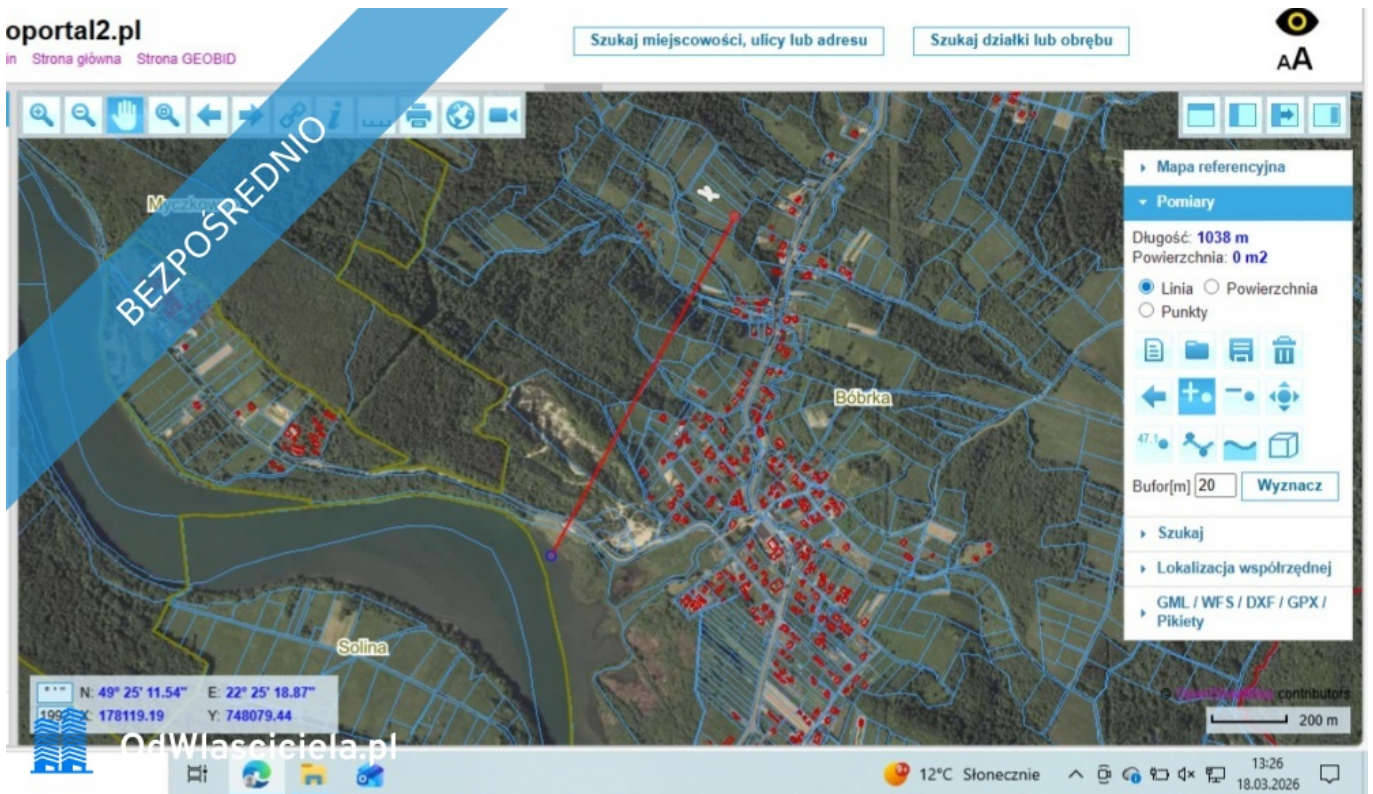 oportal2.pl
in Strona główna Strona GEOBID
Szukaj miejscowości, ulicy lub adresu
Szukaj działki lub obrębu
AA
BEZPOŚREDNIO
Mapa referencyjna
Pomiary
Długość: 1038 m
Powierzchnia: 0 m2
Linia Powierzchnia
Punkty
47.1
Bufor[m] 20 Wyznacz
Szukaj
Lokalizacja współrzędnej
GML / WFS / DXF / GPX /
Pikiety
Bóbrka
Solina
N: 49° 25' 11.54" E: 22° 25' 18.87"
X: 178119.19 Y: 748079.44
contributors
200 m
OdWlasciciela.pl
9+
12°C Słonecznie
13:26
18.03.2026